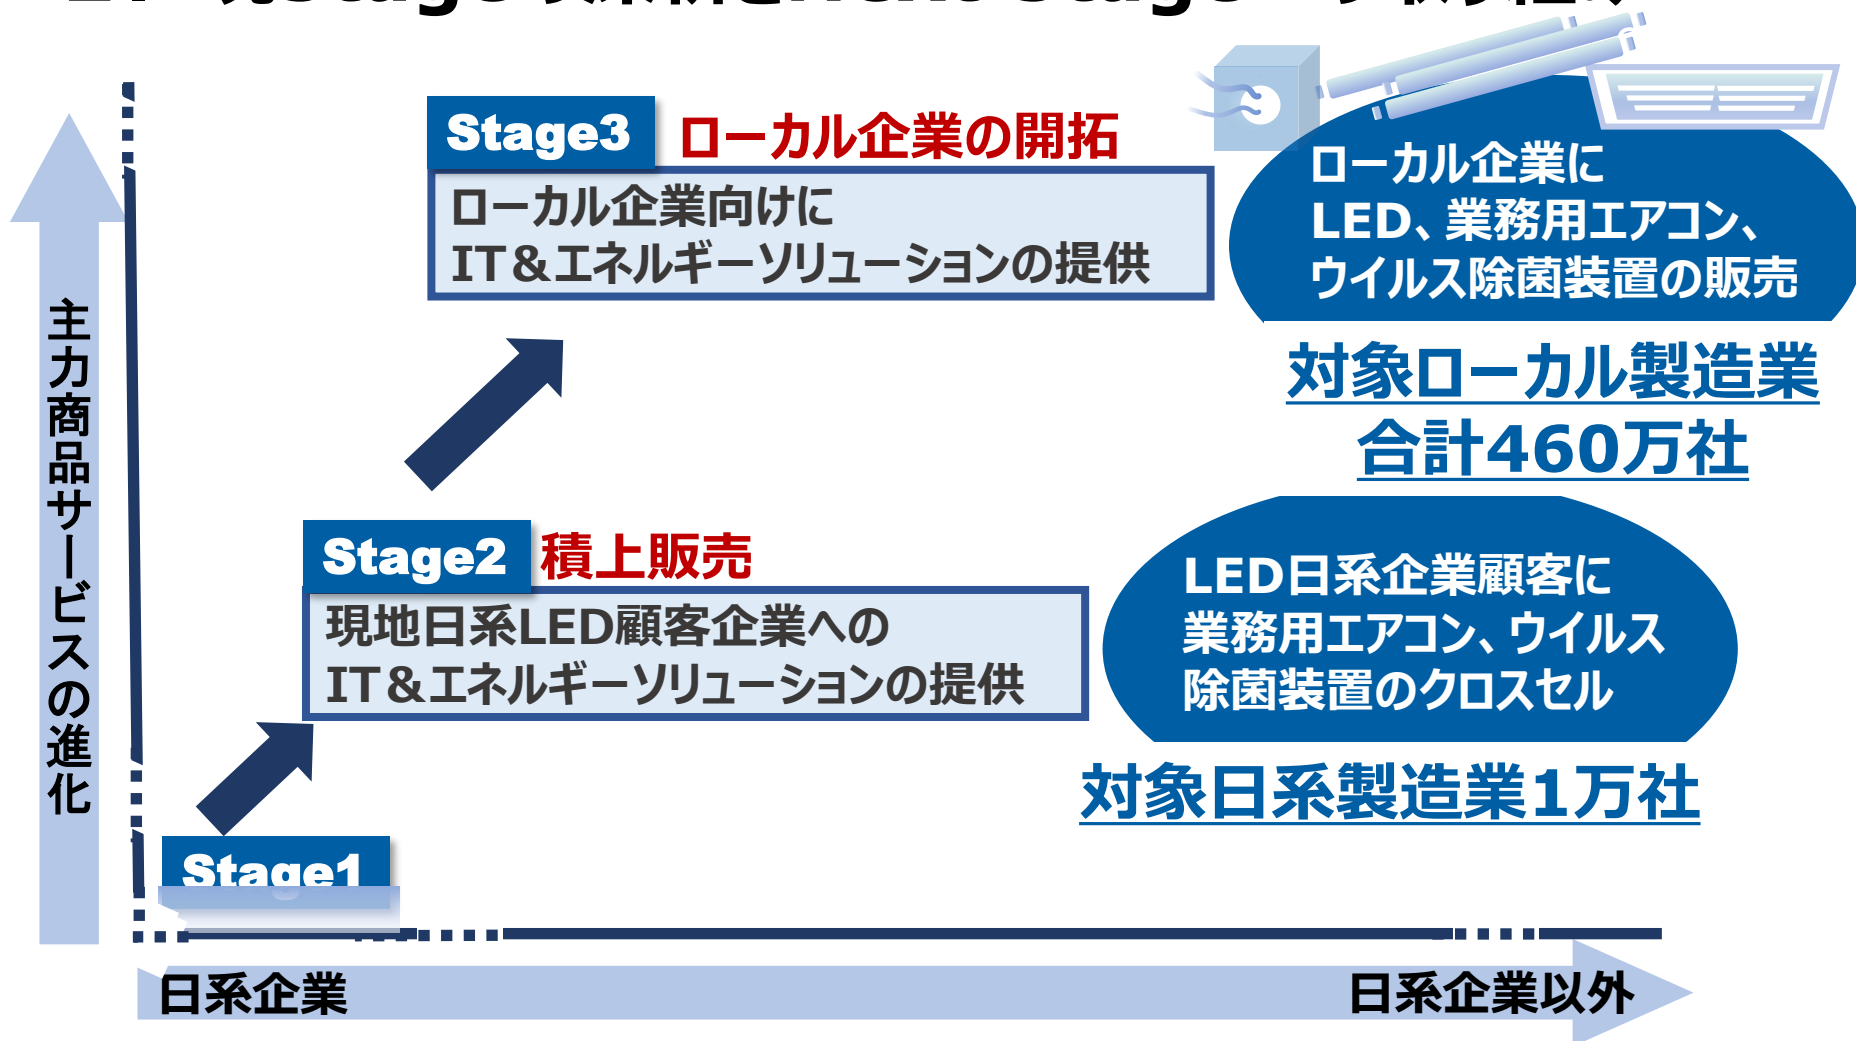 Stage3
ローカル企業の開拓
ローカル企業向けに
IT&エネルギーソリューションの提供
ローカル企業に
LED、業務用エアコン、
ウイルス除菌装置の販売
対象ローカル製造業
合計460万社
Stage2
積上販売
現地日系LED顧客企業への
IT&エネルギーソリューションの提供
LED日系企業顧客に
業務用エアコン、ウイルス
除菌装置のクロスセル
対象日系製造業1万社
Stage1
主力商品サービスの進化
日系企業
日系企業以外